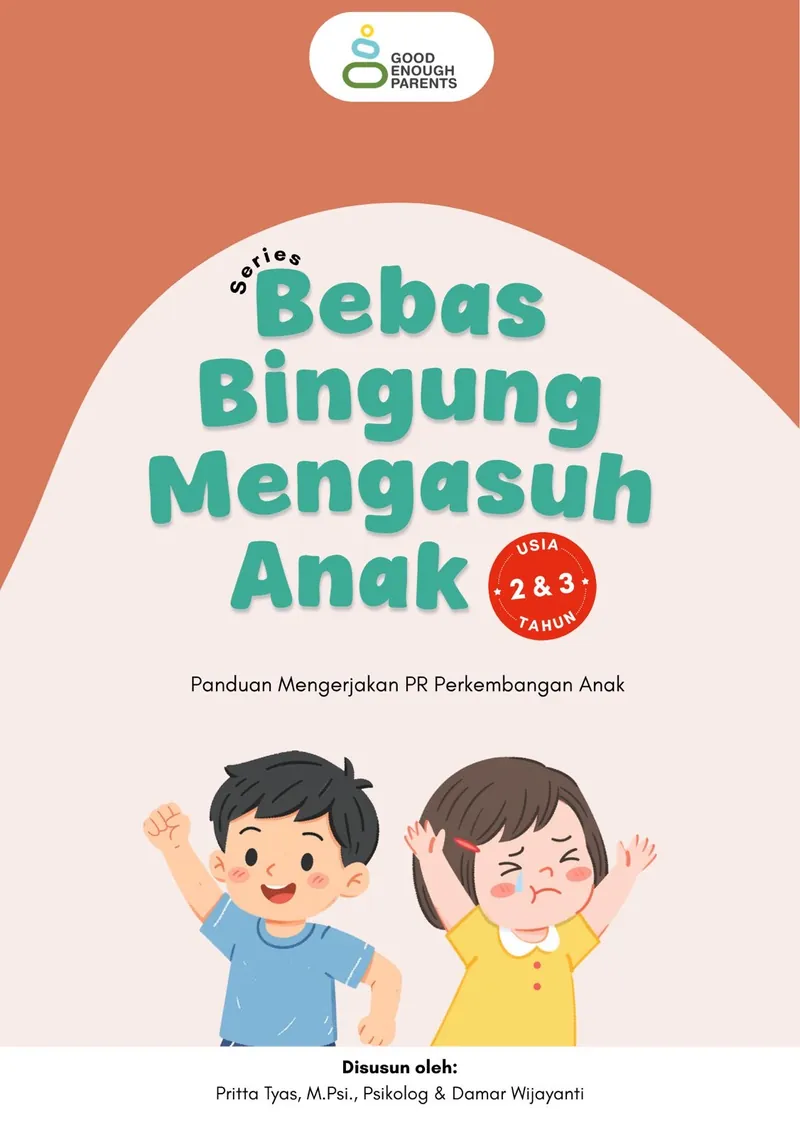 GOOD
ENOUGH
PARENTS
Series
Bebas
Bingung
Mengasuh
Anak
USIA
2 & 3
TAHUN
Panduan Mengerjakan PR Perkembangan Anak
Disusun oleh:
Pritta Tyas, M.Psi., Psikolog & Damar Wijayanti